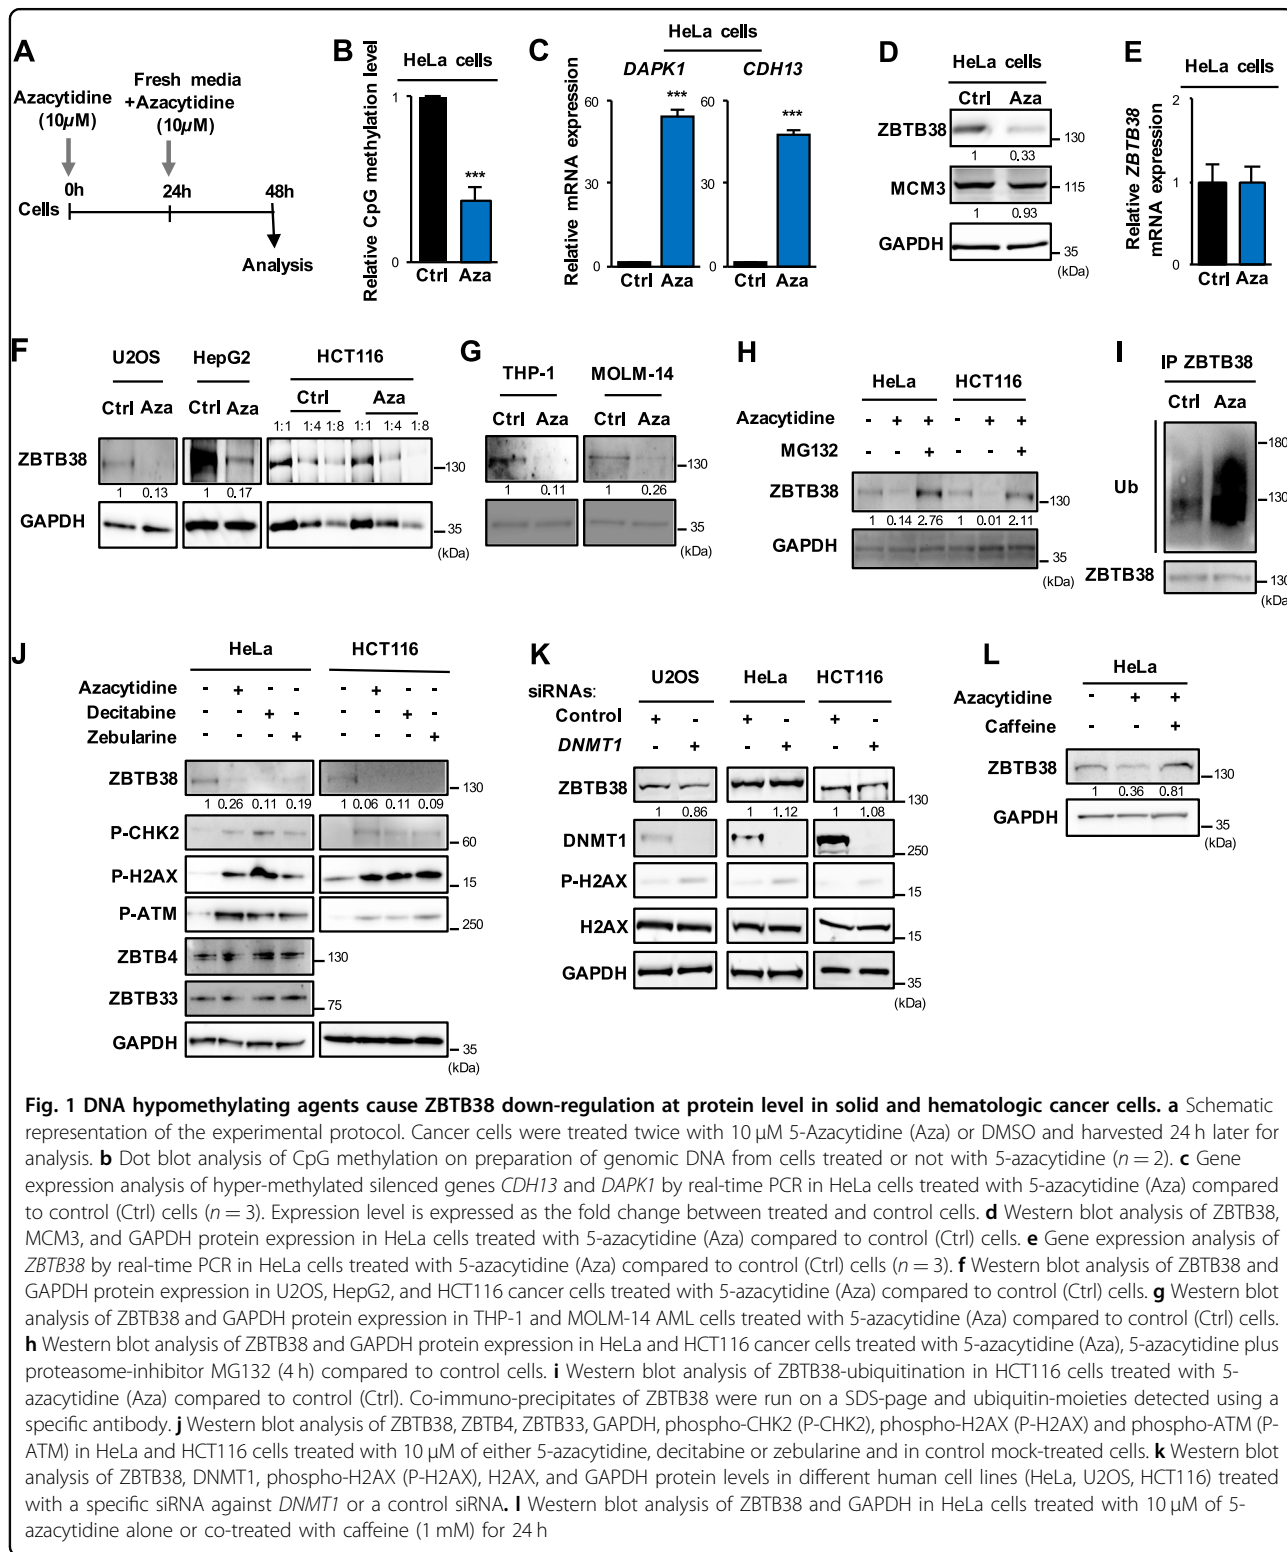 A
Azacytidine
(10µM)
Fresh media
+Azacytidine
(10µM)
0h
24h
48h
Cells
Analysis
B
HeLa cells
Relative CpG methylation level
1
0
***
Ctrl Aza
C
HeLa cells
DAPK1
CDH13
Relative mRNA expression
60
30
0
***
Ctrl Aza
60
30
0
***
Ctrl Aza
D
HeLa cells
Ctrl Aza
ZBTB38
130
1 0.33
MCM3
115
1 0.93
GAPDH
35
(kDa)
E
HeLa cells
Relative ZBTB38
mRNA expression
2
1
0
Ctrl
Aza
F
U2OS HepG2 HCT116
Ctrl Aza Ctrl Aza Ctrl Aza
1:1 1:4 1:8 1:1 1:4 1:8
ZBTB38
130
1 0.13 1 0.17
GAPDH
35
(kDa)
G
THP-1 MOLM-14
Ctrl Aza Ctrl Aza
130
1 0.11 1 0.26
35
(kDa)
H
HeLa HCT116
Azacytidine - + + - + +
MG132 - - + - - +
ZBTB38
130
1 0.14 2.76 1 0.01 2.11
GAPDH
35
(kDa)
I
IP ZBTB38
Ctrl Aza
180
Ub
130
ZBTB38
130
(kDa
J
HeLa HCT116
Azacytidine - + - - - + - -
Decitabine - - + - - - + -
Zebularine - - - + - - - +
ZBTB38
130
1 0.26 0.11 0.19 1 0.06 0.11 0.09
P-CHK2
60
P-H2AX
15
P-ATM
250
ZBTB4
130
ZBTB33
75
GAPDH
35
(kDa)
K
U2OS HeLa HCT116
siRNAs:
Control + - + - + -
DNMT1 - + - + - +
ZBTB38
130
1 0.86 1 1.12 1 1.08
DNMT1
250
P-H2AX
15
H2AX
15
GAPDH
35
(kDa)
L
HeLa
Azacytidine - + +
Caffeine - - +
ZBTB38
130
1 0.36 0.81
GAPDH
35
(kDa)
Fig. 1 DNA hypomethylating agents cause ZBTB38 down-regulation at protein level in solid and hematologic cancer cells. a Schematic
representation of the experimental protocol. Cancer cells were treated twice with 10 µM 5-Azacytidine (Aza) or DMSO and harvested 24 h later for
analysis. b Dot blot analysis of CpG methylation on preparation of genomic DNA from cells treated or not with 5-azacytidine (n = 2). c Gene
expression analysis of hyper-methylated silenced genes CDH13 and DAPK1 by real-time PCR in HeLa cells treated with 5-azacytidine (Aza) compared
to control (Ctrl) cells (n = 3). Expression level is expressed as the fold change between treated and control cells. d Western blot analysis of ZBTB38,
MCM3, and GAPDH protein expression in HeLa cells treated with 5-azacytidine (Aza) compared to control (Ctrl) cells. e Gene expression analysis of
ZBTB38 by real-time PCR in HeLa cells treated with 5-azacytidine (Aza) compared to control (Ctrl) cells (n = 3). f Western blot analysis of ZBTB38 and
GAPDH protein expression in U2OS, HepG2, and HCT116 cancer cells treated with 5-azacytidine (Aza) compared to control (Ctrl) cells. g Western blot
analysis of ZBTB38 and GAPDH protein expression in THP-1 and MOLM-14 AML cells treated with 5-azacytidine (Aza) compared to control (Ctrl) cells.
h Western blot analysis of ZBTB38 and GAPDH protein expression in HeLa and HCT116 cancer cells treated with 5-azacytidine (Aza), 5-azacytidine plus
proteasome-inhibitor MG132 (4 h) compared to control cells. i Western blot analysis of ZBTB38-ubiquitination in HCT116 cells treated with 5-
azacytidine (Aza) compared to control (Ctrl). Co-immuno-precipitates of ZBTB38 were run on a SDS-page and ubiquitin-moieties detected using a
specific antibody. j Western blot analysis of ZBTB38, ZBTB4, ZBTB33, GAPDH, phospho-CHK2 (P-CHK2), phospho-H2AX (P-H2AX) and phospho-ATM (P-
ATM) in HeLa and HCT116 cells treated with 10 µM of either 5-azacytidine, decitabine or zebularine and in control mock-treated cells. k Western blot
analysis of ZBTB38, DNMT1, phospho-H2AX (P-H2AX), H2AX, and GAPDH protein levels in different human cell lines (HeLa, U2OS, HCT116) treated
with a specific siRNA against DNMT1 or a control siRNA. l Western blot analysis of ZBTB38 and GAPDH in HeLa cells treated with 10 µM of 5-
azacytidine alone or co-treated with caffeine (1 mM) for 24 h